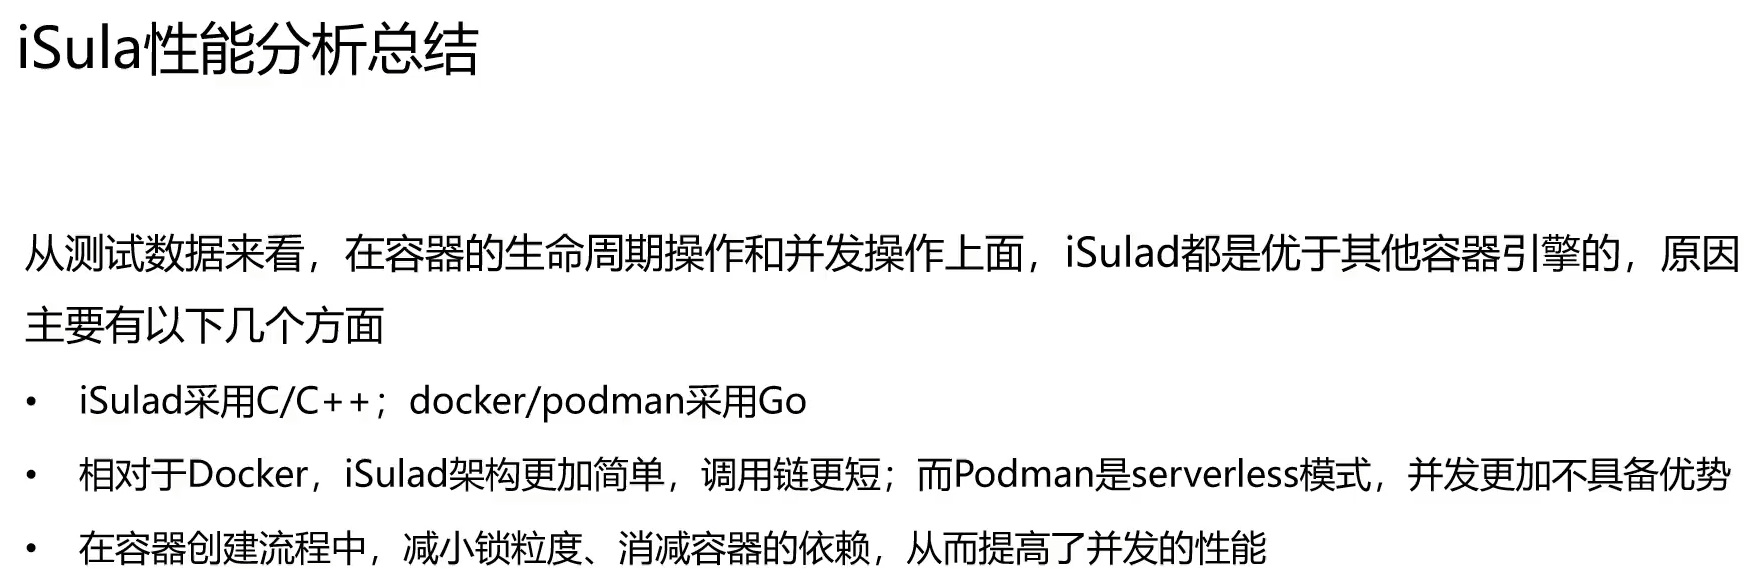 iSula性能分析总结
从测试数据来看，在容器的生命周期操作和并发操作上面，iSulad都是优于其他容器引擎的，原因
主要有以下几个方面
• iSulad采用C/C++；docker/podman采用Go
• 相对于Docker，iSulad架构更加简单，调用链更短；而Podman是serverless模式，并发更加不具备优势
• 在容器创建流程中，减小锁粒度、消减容器的依赖，从而提高了并发的性能